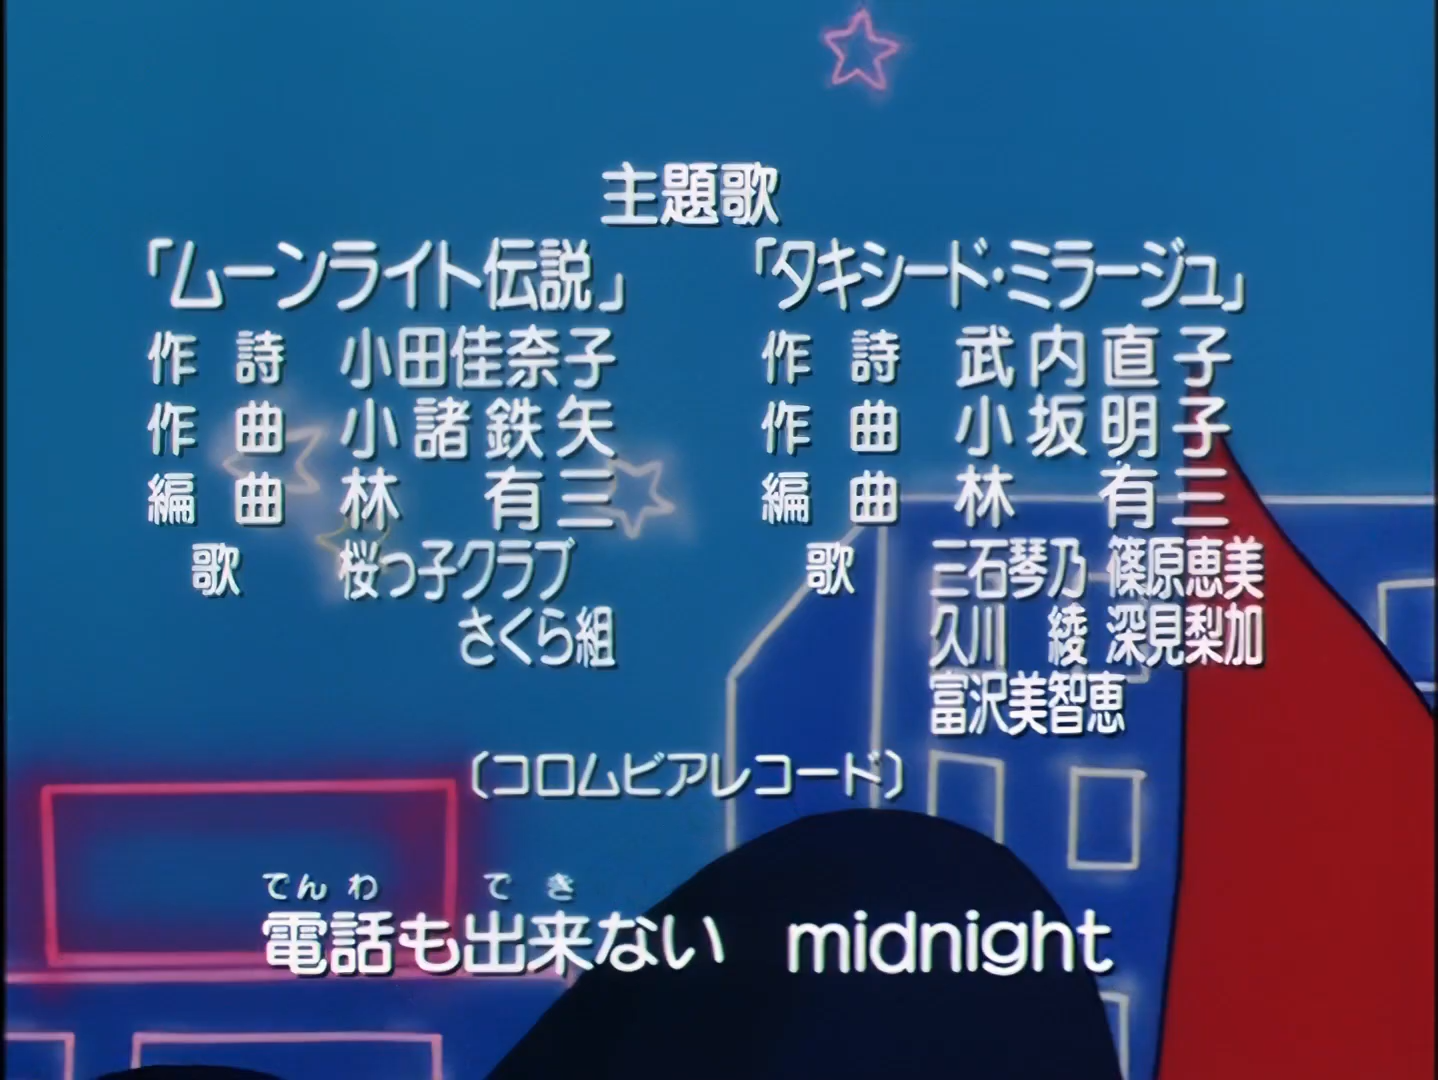 主題歌
「ムーンライト伝説」
作詩 小田佳奈子
作曲 小諸鉄矢
編曲 林 有三
歌 桜っ子クラブ
さくら組
「タキシード・ミラージュ」
作詩 武内直子
作曲 小坂明子
編曲 林 有三
歌 三石琴乃 篠原恵美
久川 綾 深見梨加
富沢美智恵
(コロムビアレコード)
でんわ でき
電話も出来ない midnight